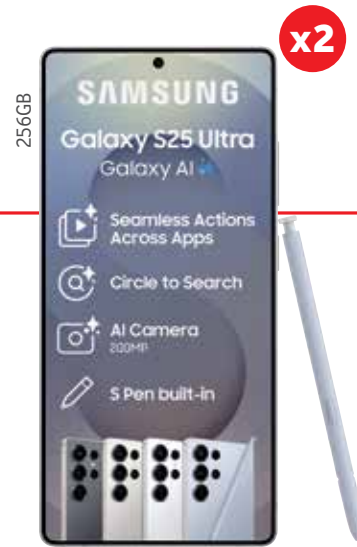 x2
256GB
SAMSUNG
Galaxy S25 Ultra
Galaxy AI
Seamless Actions
Across Apps
Circle to Search
AI Camera
200MP
S Pen built-in